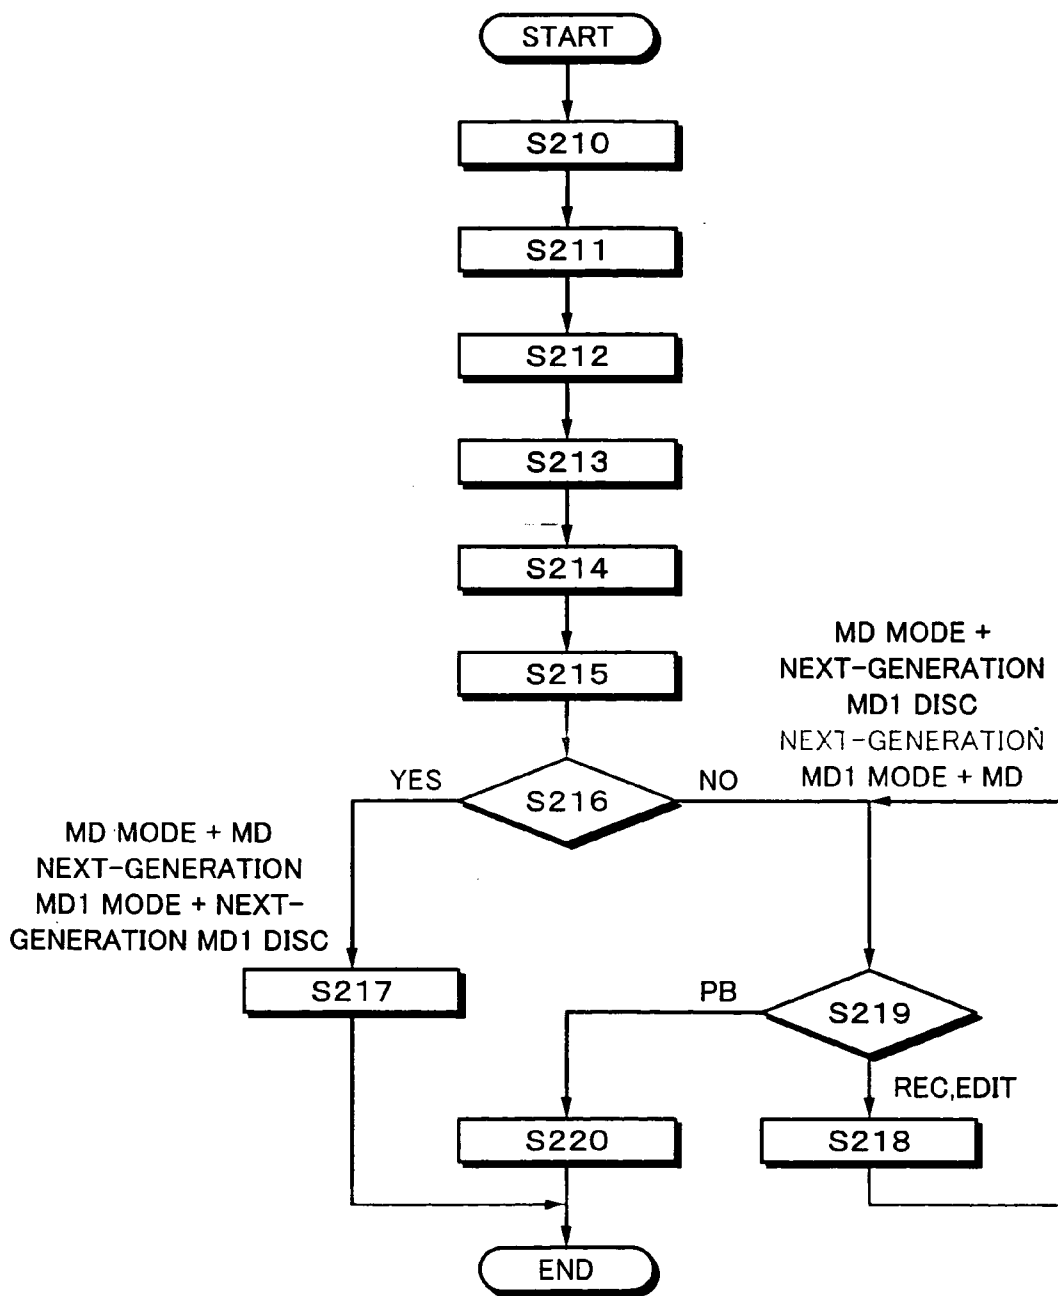 START
S210
S211
S212
S213
S214
S215
MD MODE +
NEXT-GENERATION
MD1 DISC
NEXT-GENERATION
MD1 MODE + MD
YES
S216
NO
MD MODE + MD
NEXT-GENERATION
MD1 MODE + NEXT-
GENERATION MD1 DISC
S217
PB
S219
REC,EDIT
S220
S218
END